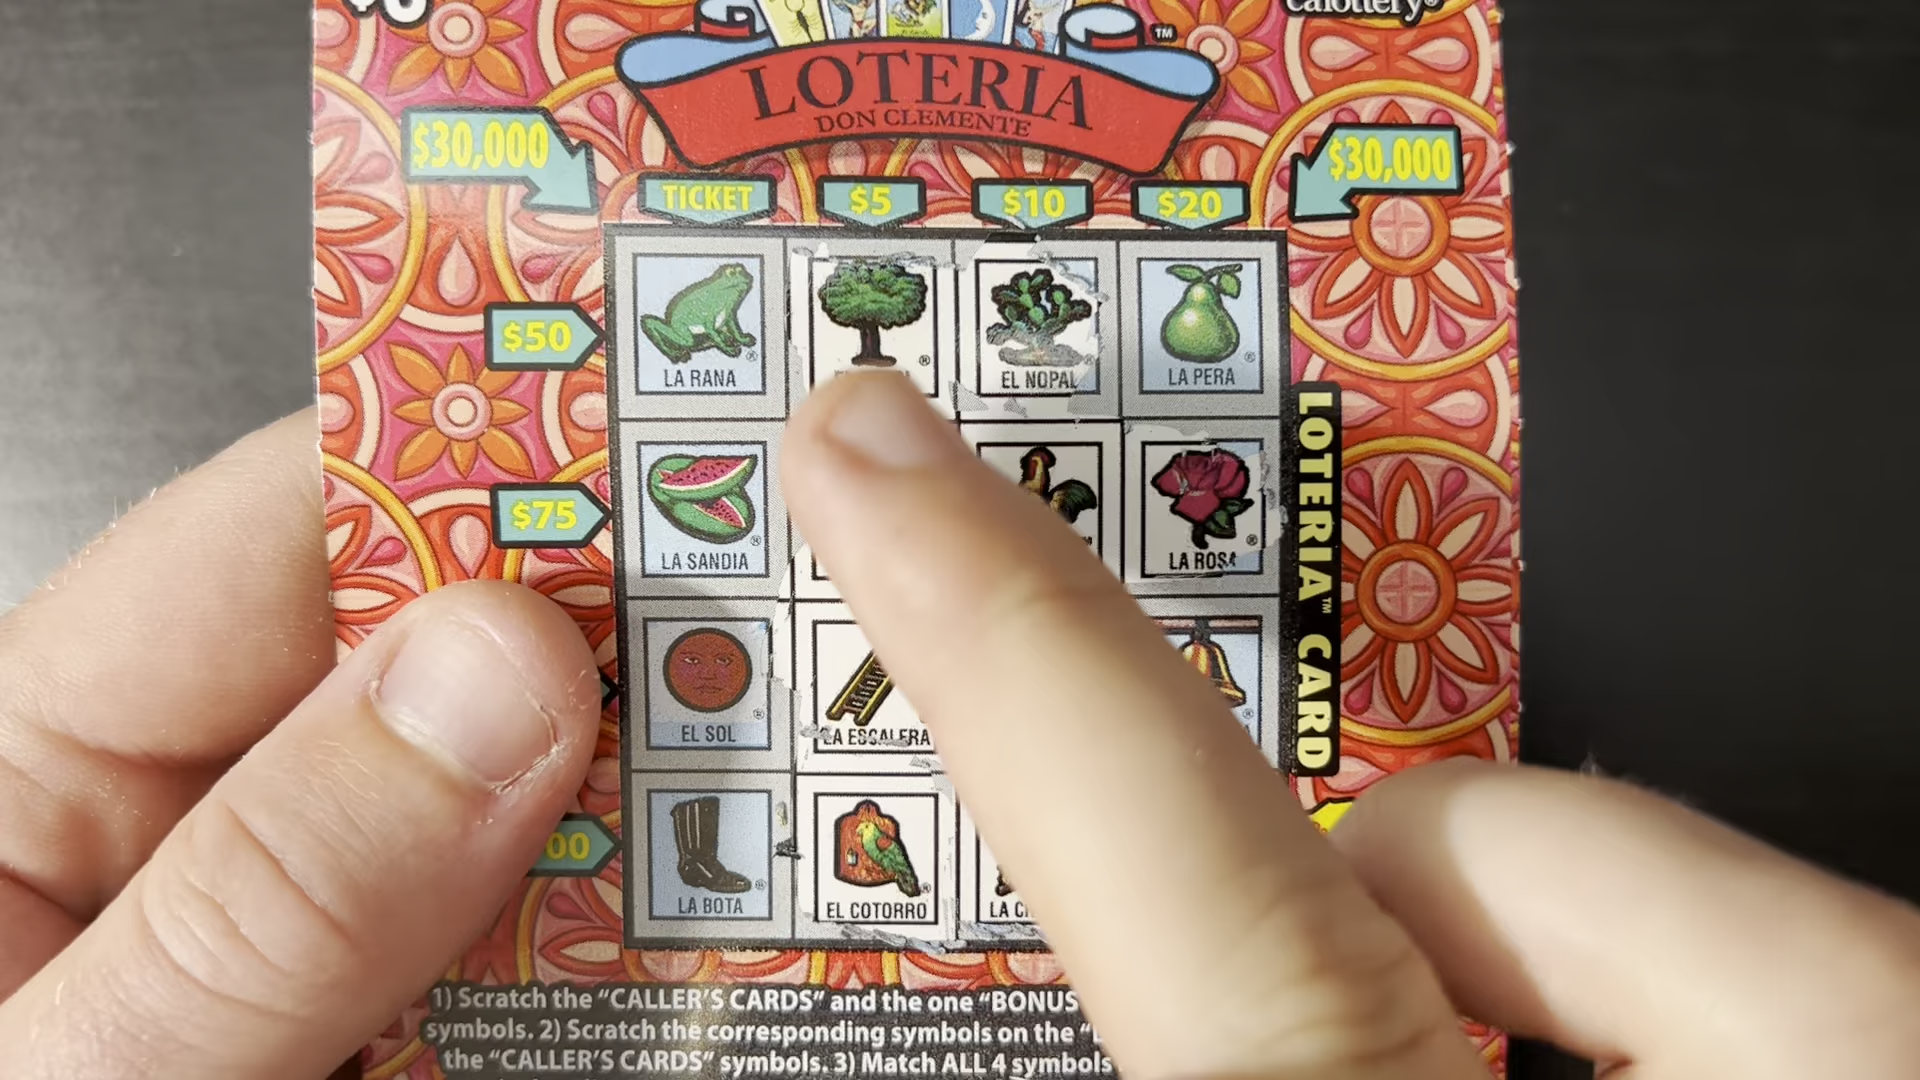 calottery®
LOTERIA™
DON CLEMENTE
$30,000
$30,000
TICKET
$5
$10
$20
$50
LA RANA
EL NOPAL
LA PERA
$75
LA SANDIA
LA ROSA
EL SOL
LA ESCALERA
LA BOTA
EL COTORRO
LA
LOTERIA™ CARD
1) Scratch the “CALLER’S CARDS” and the one “BONUS
symbols. 2) Scratch the corresponding symbols on the
the “CALLER’S CARDS” symbols. 3) Match ALL 4 symbols